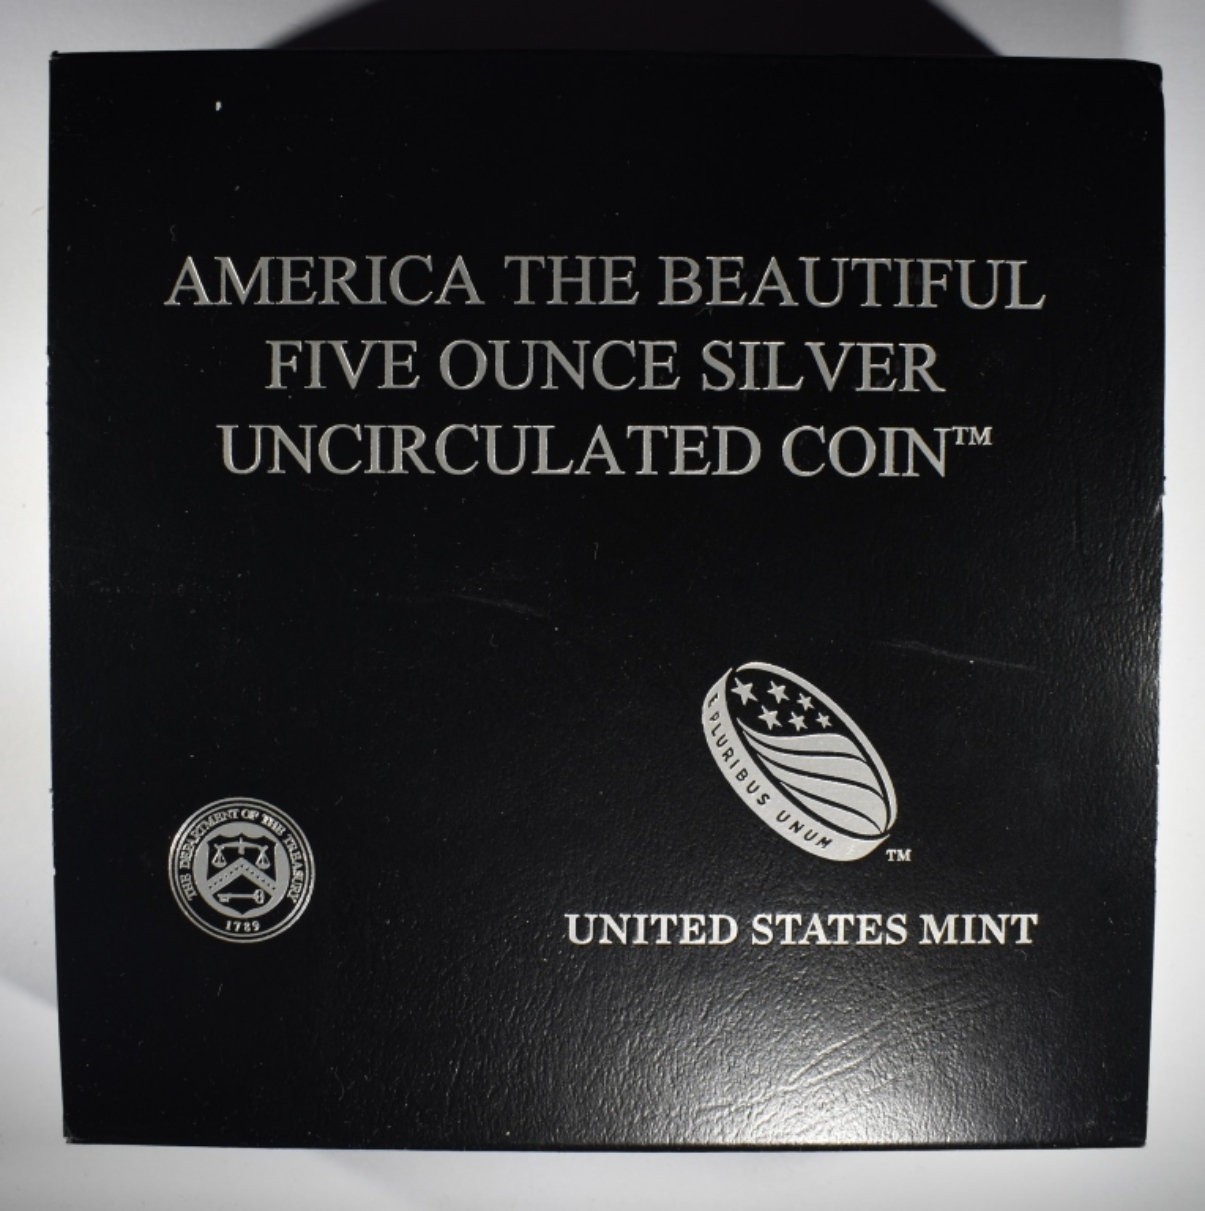 AMERICA THE BEAUTIFUL
FIVE OUNCE SILVER
UNCIRCULATED COIN™
E PLURIBUS UNUM
TM
THE DEPARTMENT OF THE TREASURY
1789
UNITED STATES MINT